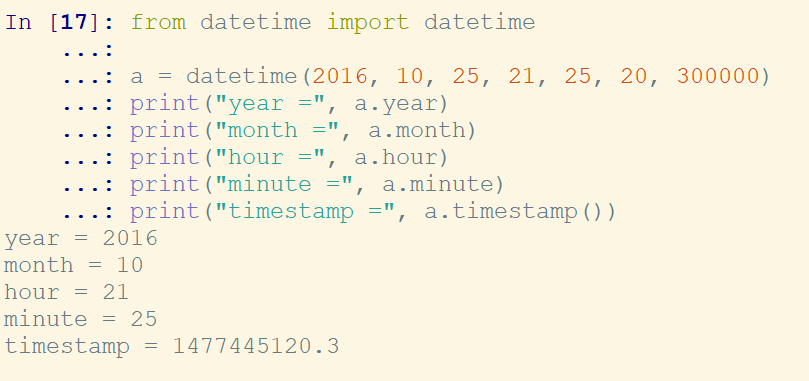 In [17]: from datetime import datetime
...:
...: a = datetime(2016, 10, 25, 21, 25, 20, 300000)
...: print("year =", a.year)
...: print("month =", a.month)
...: print("hour =", a.hour)
...: print("minute =", a.minute)
...: print("timestamp =", a.timestamp())
year = 2016
month = 10
hour = 21
minute = 25
timestamp = 1477445120.3